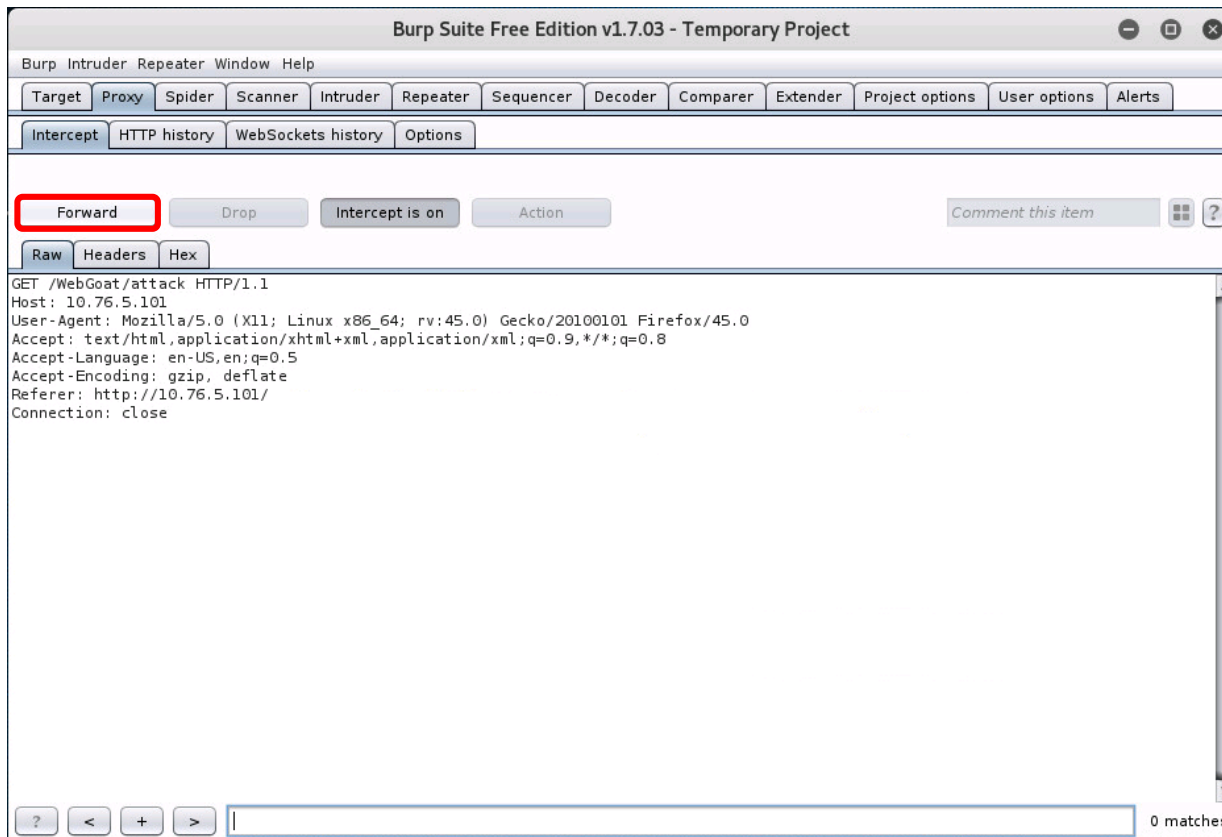 Burp Suite Free Edition v1.7.03 - Temporary Project
Burp Intruder Repeater Window Help
Target Proxy Spider Scanner Intruder Repeater Sequencer Decoder Comparer Extender Project options User options Alerts
Intercept HTTP history WebSockets history Options
Forward Drop Intercept is on Action Comment this item ?
Raw Headers Hex
GET /WebGoat/attack HTTP/1.1
Host: 10.76.5.101
User-Agent: Mozilla/5.0 (X11; Linux x86_64; rv:45.0) Gecko/20100101 Firefox/45.0
Accept: text/html,application/xhtml+xml,application/xml;q=0.9,*/*;q=0.8
Accept-Language: en-US,en;q=0.5
Accept-Encoding: gzip, deflate
Referer: http://10.76.5.101/
Connection: close
? < + > 0 matches